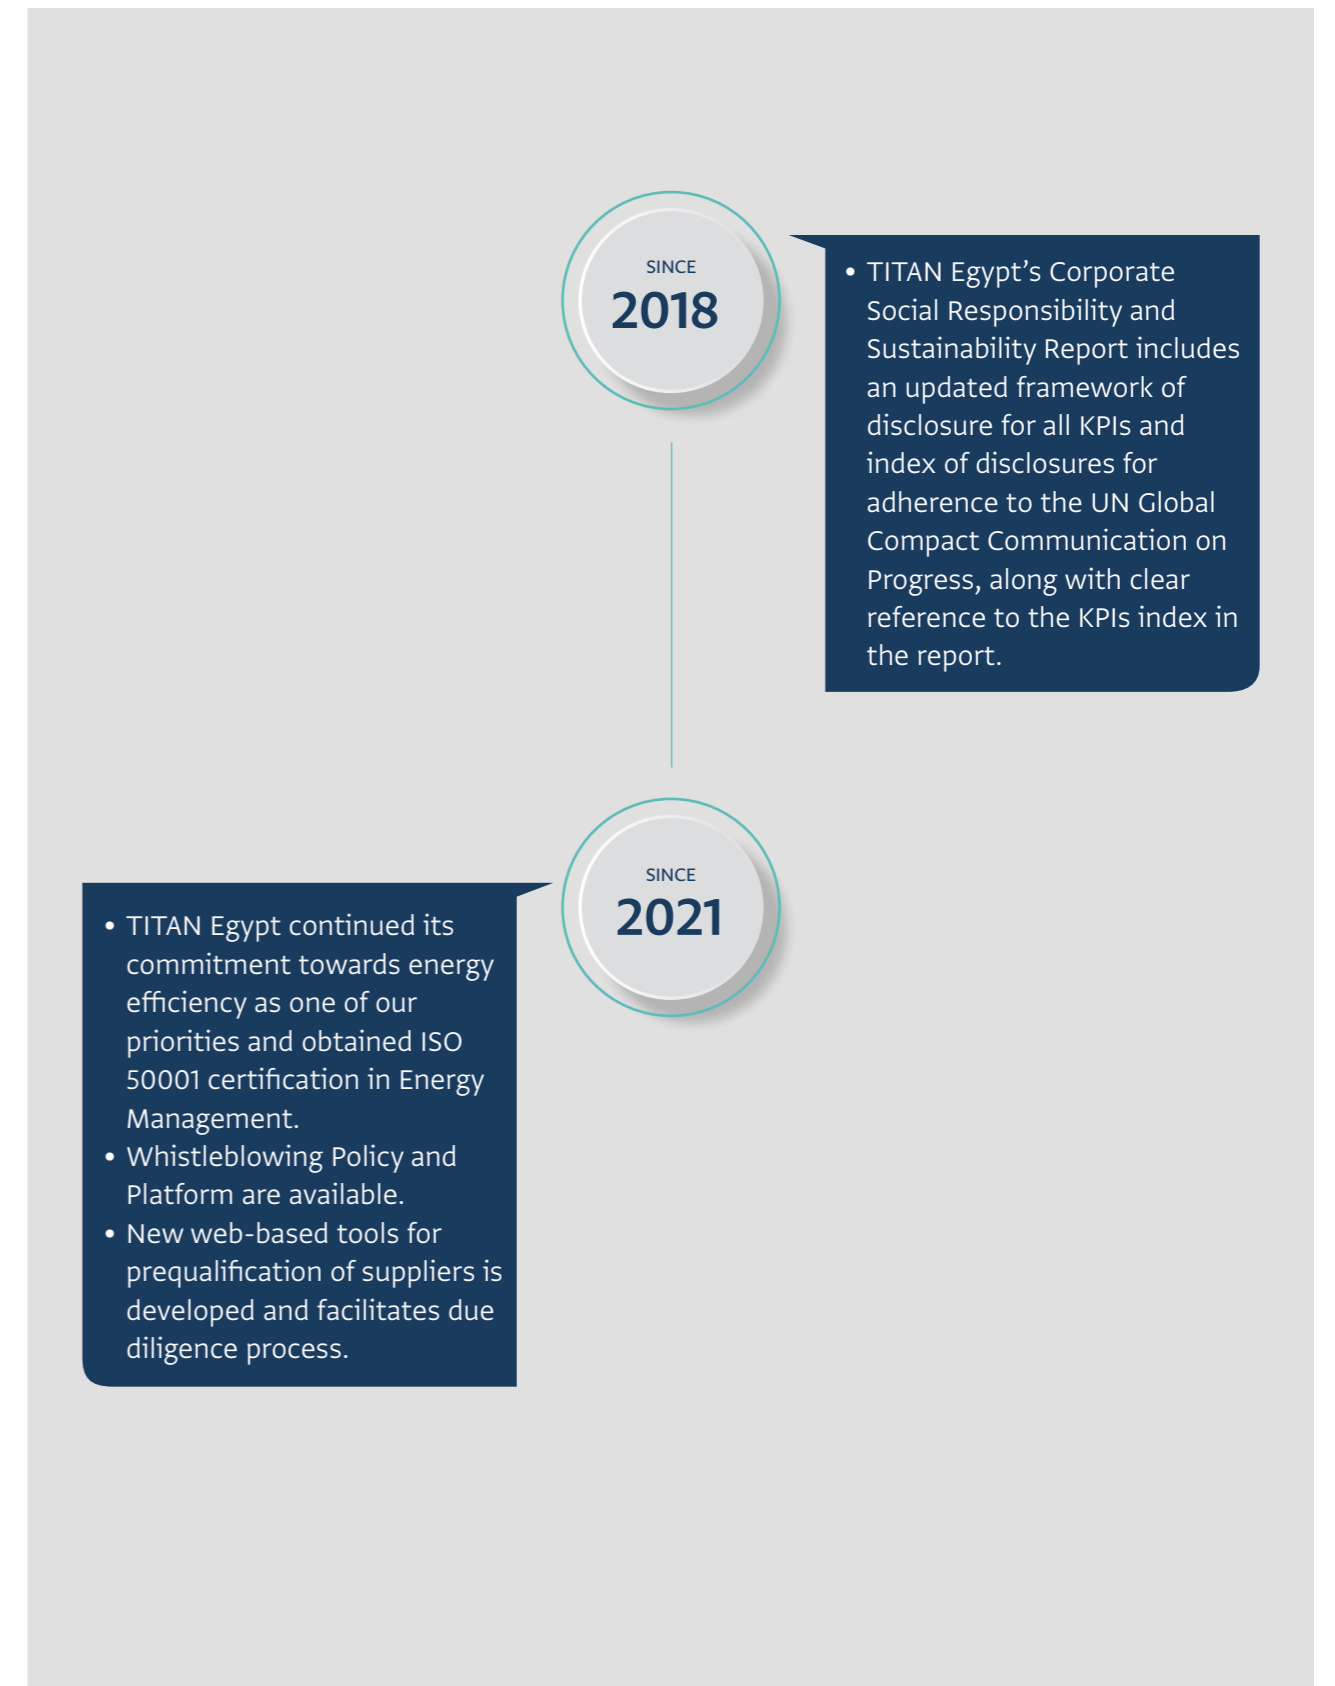 SINCE
2018
• TITAN Egypt’s Corporate
Social Responsibility and
Sustainability Report includes
an updated framework of
disclosure for all KPIs and
index of disclosures for
adherence to the UN Global
Compact Communication on
Progress, along with clear
reference to the KPIs index in
the report.
SINCE
2021
• TITAN Egypt continued its
commitment towards energy
efficiency as one of our
priorities and obtained ISO
50001 certification in Energy
Management.
• Whistleblowing Policy and
Platform are available.
• New web-based tools for
prequalification of suppliers is
developed and facilitates due
diligence process.